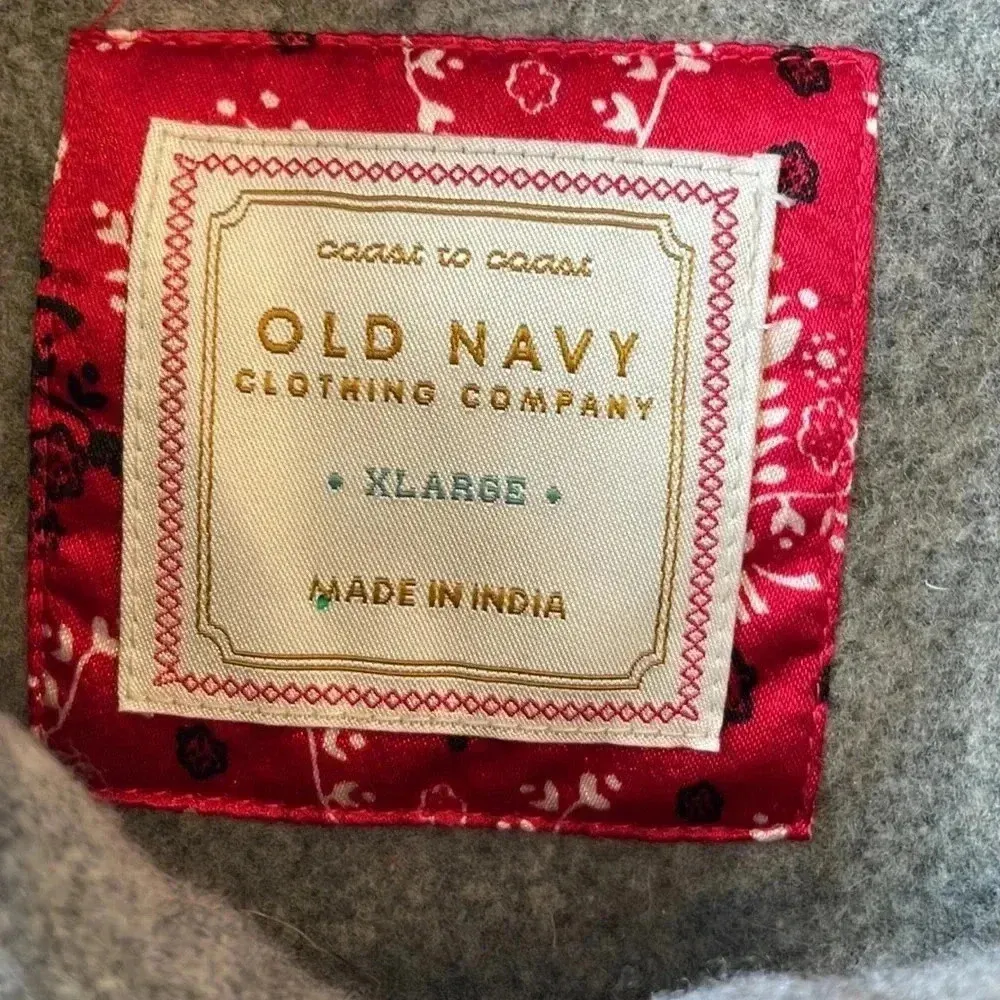 coast to coast
OLD NAVY
CLOTHING COMPANY
• XLARGE •
MADE IN INDIA